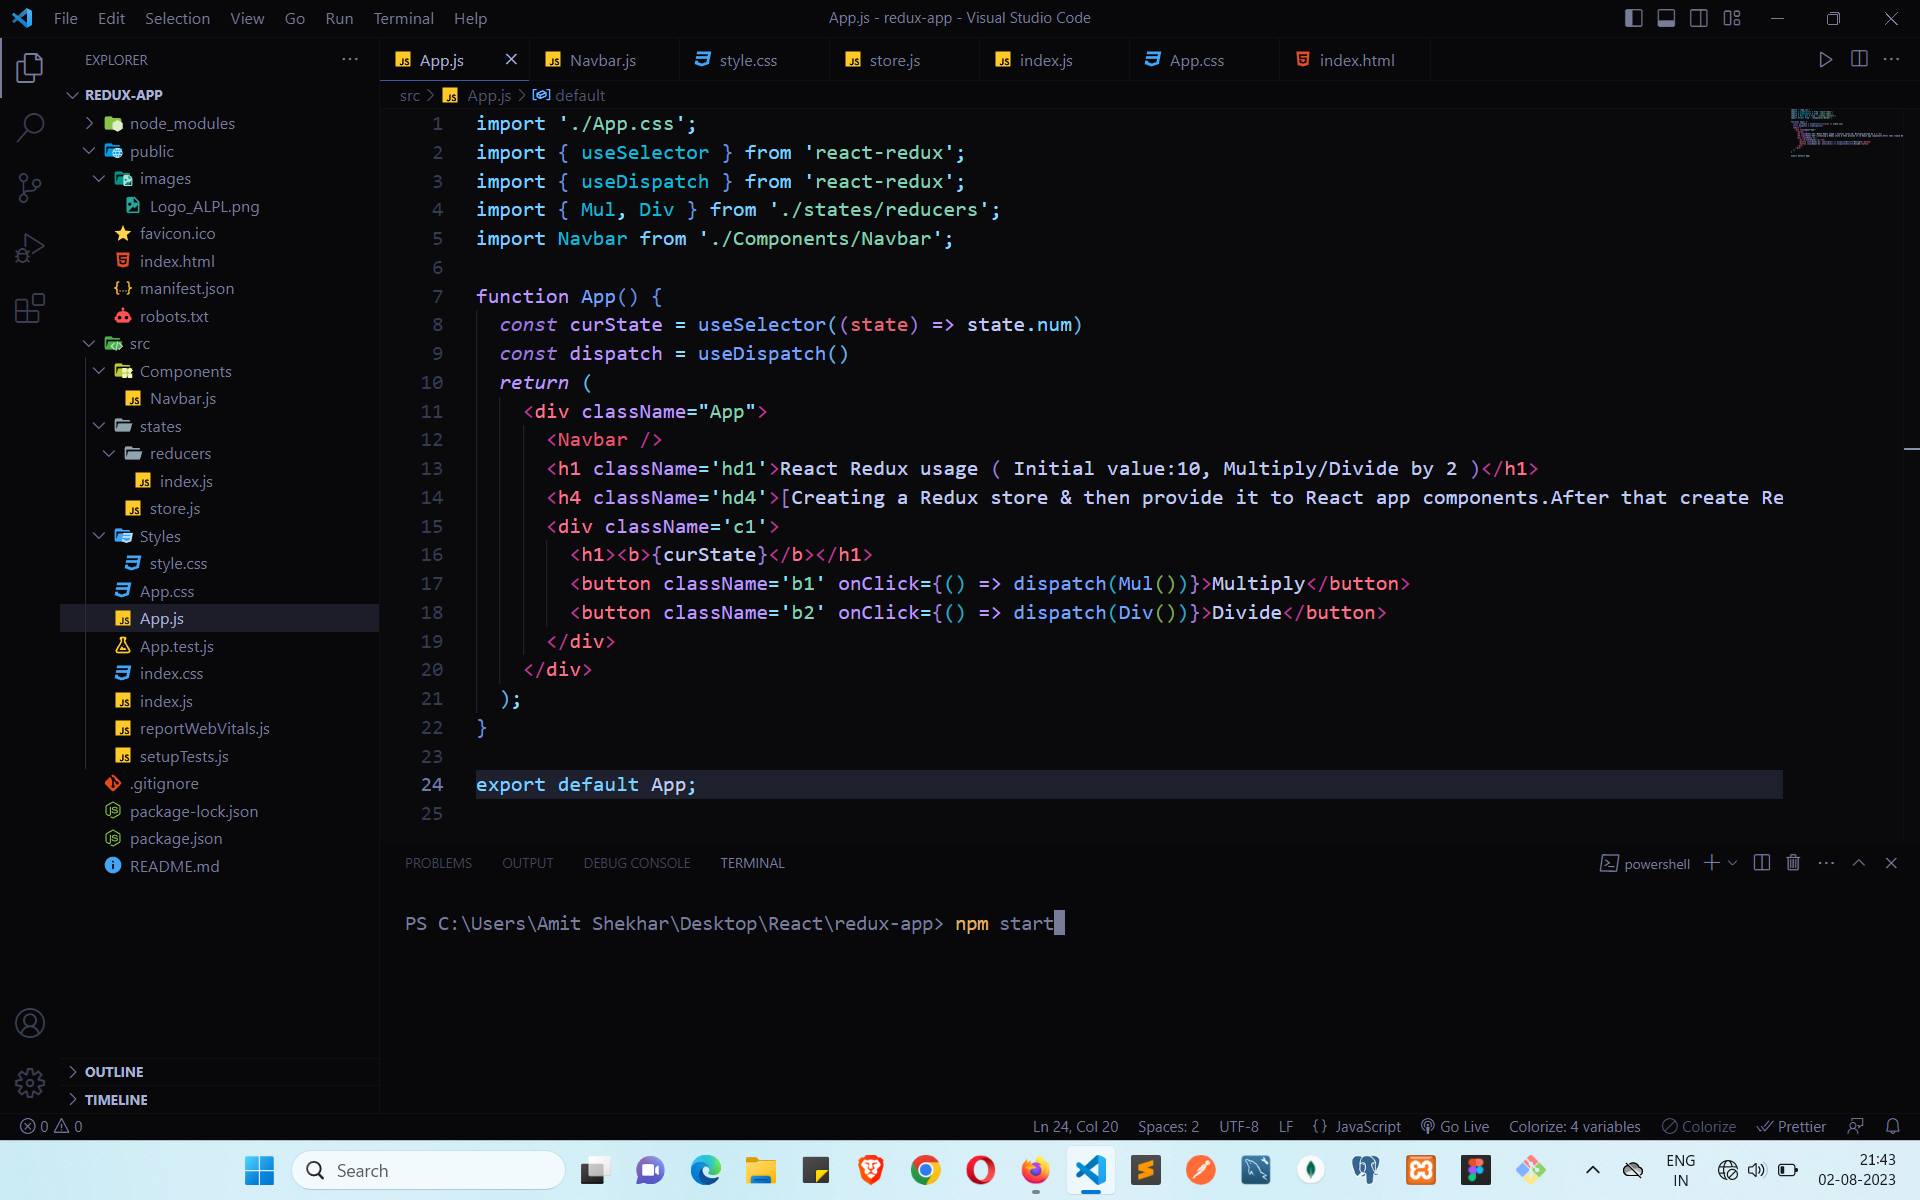 File Edit Selection View Go Run Terminal Help
App.js - redux-app - Visual Studio Code
EXPLORER
REDUX-APP
node_modules
public
images
Logo_ALPL.png
favicon.ico
index.html
manifest.json
robots.txt
src
Components
Navbar.js
states
reducers
index.js
store.js
Styles
style.css
App.css
App.js
App.test.js
index.css
index.js
reportWebVitals.js
setupTests.js
.gitignore
package-lock.json
package.json
README.md
OUTLINE
TIMELINE
App.js Navbar.js style.css store.js index.js App.css index.html
src > App.js > default
1 import './App.css';
2 import { useSelector } from 'react-redux';
3 import { useDispatch } from 'react-redux';
4 import { Mul, Div } from './states/reducers';
5 import Navbar from './Components/Navbar';
6
7 function App() {
8 const curState = useSelector((state) => state.num)
9 const dispatch = useDispatch()
10 return (
11 <div className="App">
12 <Navbar />
13 <h1 className='hd1'>React Redux usage ( Initial value:10, Multiply/Divide by 2 )</h1>
14 <h4 className='hd4'>[Creating a Redux store & then provide it to React app components.After that create Re
15 <div className='c1'>
16 <h1><b>{curState}</b></h1>
17 <button className='b1' onClick={() => dispatch(Mul())}>Multiply</button>
18 <button className='b2' onClick={() => dispatch(Div())}>Divide</button>
19 </div>
20 </div>
21 );
22 }
23
24 export default App;
25
PROBLEMS OUTPUT DEBUG CONSOLE TERMINAL
powershell
PS C:\Users\Amit Shekhar\Desktop\React\redux-app> npm start
0 0
Ln 24, Col 20 Spaces: 2 UTF-8 LF {} JavaScript Go Live Colorize: 4 variables Colorize Prettier
Search
ENG
IN
21:43
02-08-2023